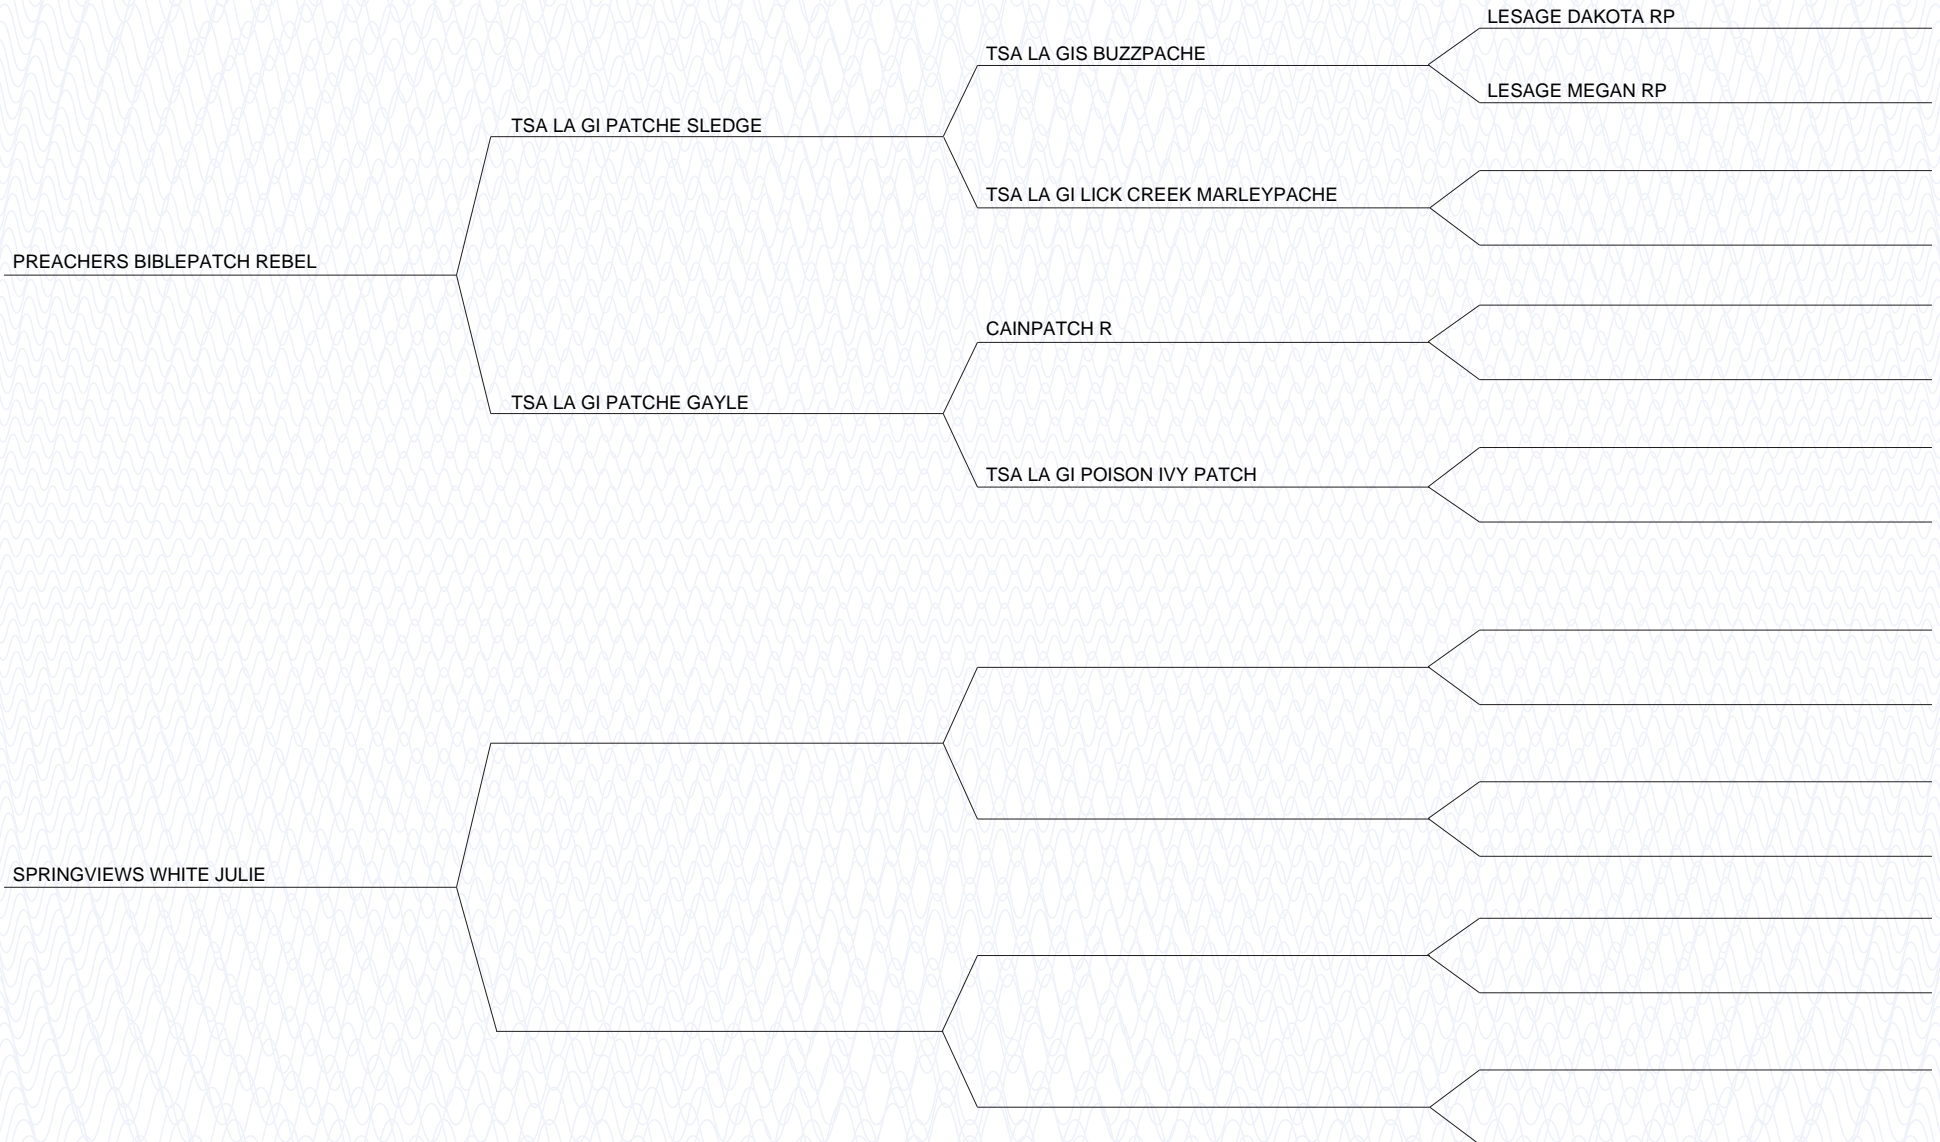 LESAGE DAKOTA RP
TSA LA GIS BUZZPACHE
LESAGE MEGAN RP
TSA LA GI PATCHE SLEDGE
TSA LA GI LICK CREEK MARLEYPACHE
PREACHERS BIBLEPATCH REBEL
CAINPATCH R
TSA LA GI PATCHE GAYLE
TSA LA GI POISON IVY PATCH
SPRINGVIEWS WHITE JULIE